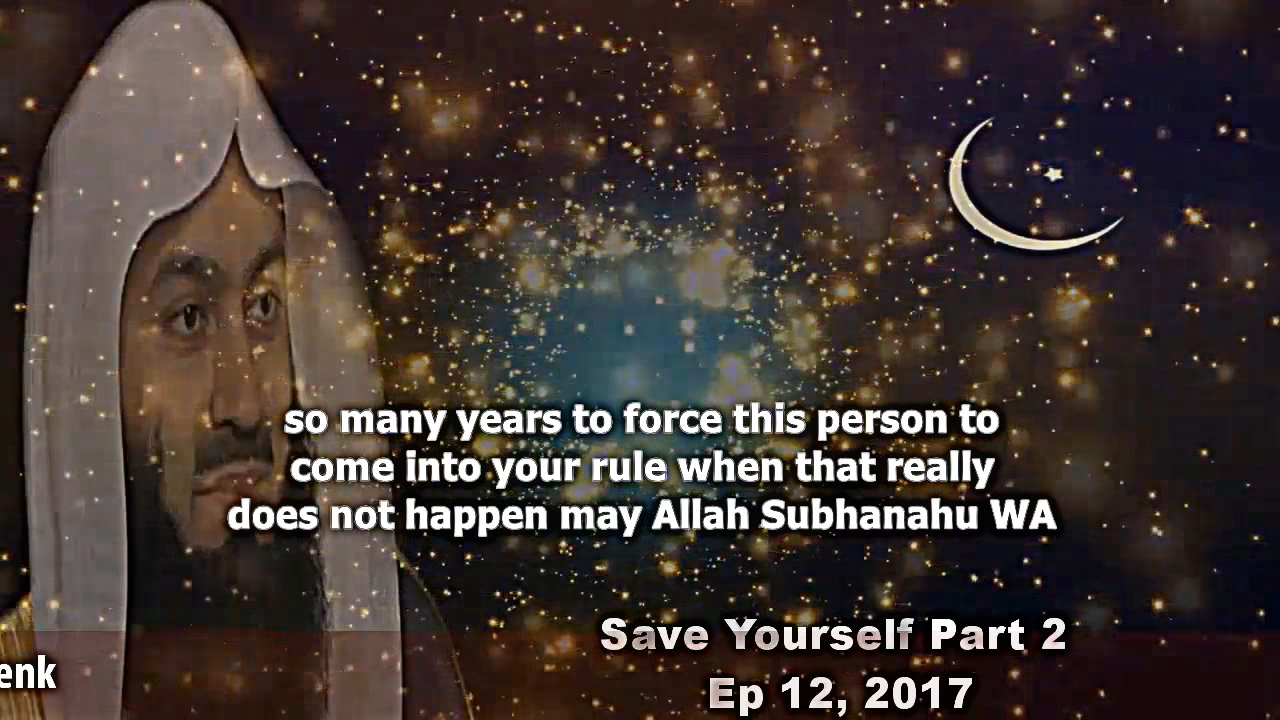 so many years to force this person to
come into your rule when that really
does not happen may Allah Subhanahu WA
Save Yourself Part 2
enk
Ep 12, 2017